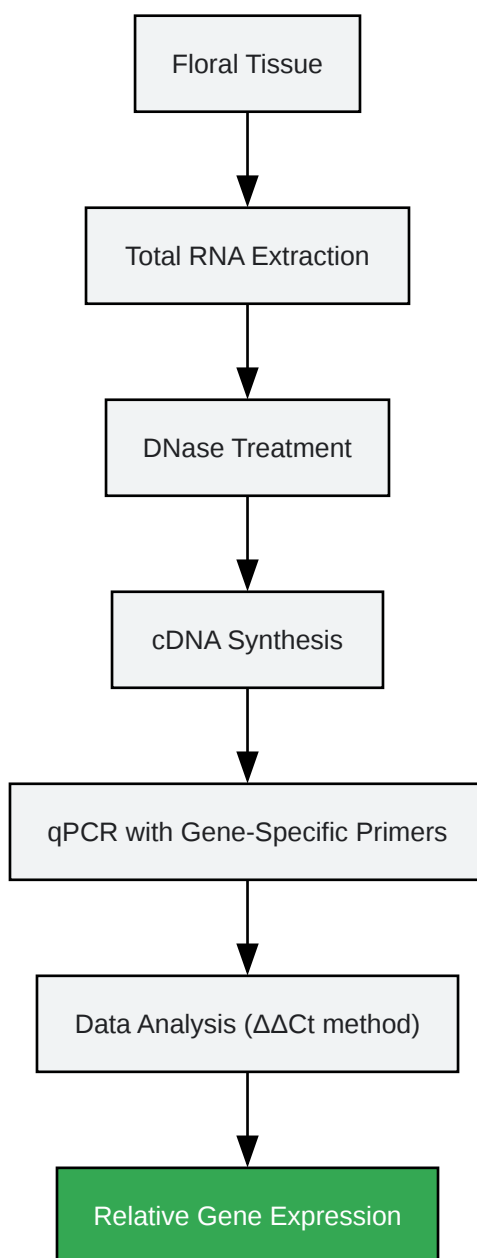 Floral Tissue
Total RNA Extraction
DNase Treatment
cDNA Synthesis
qPCR with Gene-Specific Primers
Data Analysis (ΔΔCt method)
Relative Gene Expression